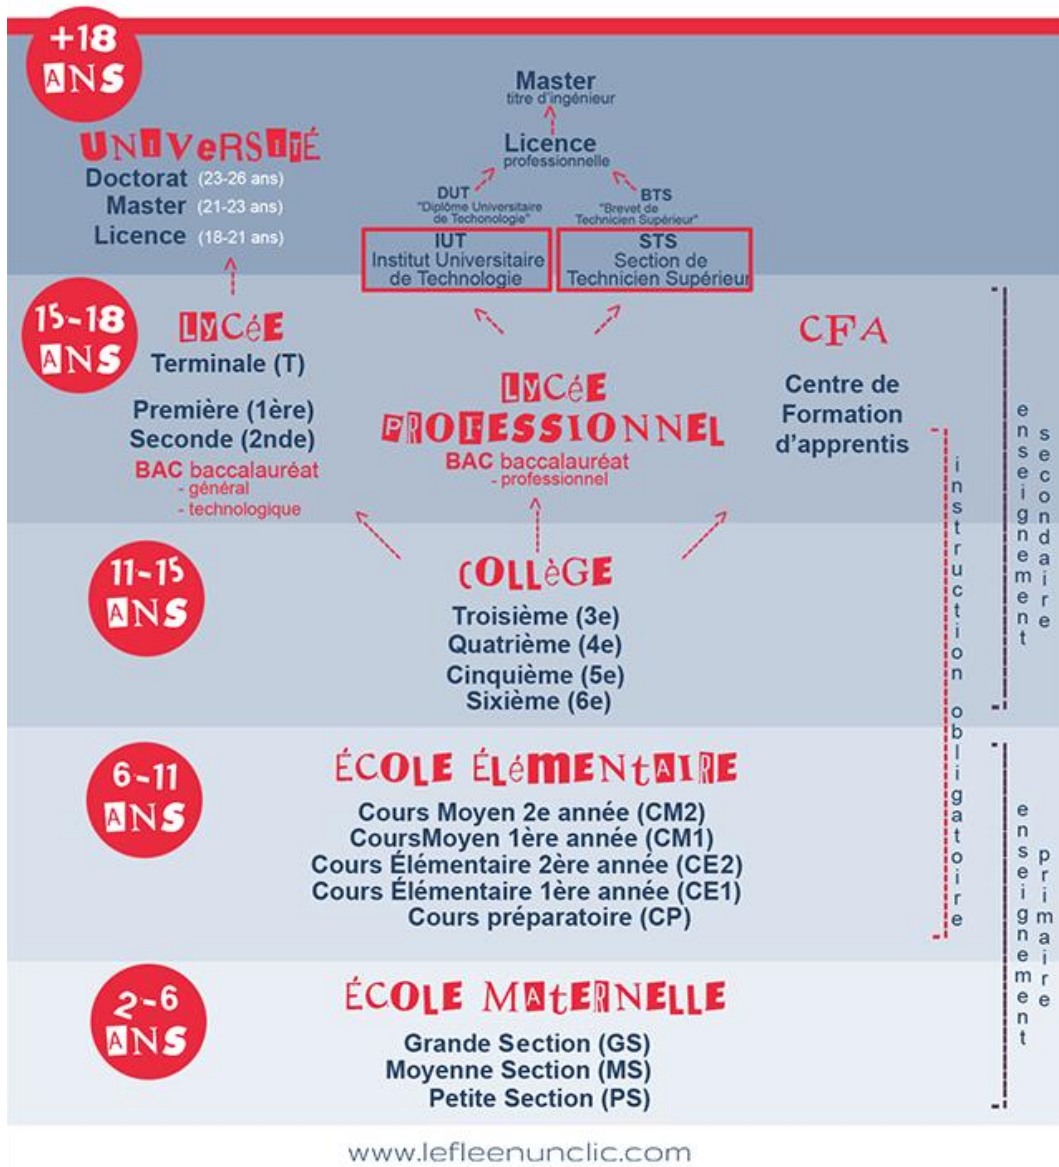 +18
ANS
Master
titre d'ingénieur
Licence
professionnelle
UNIVeRSITÉ
Doctorat (23-26 ans)
Master (21-23 ans)
Licence (18-21 ans)
DUT
"Diplôme Universitaire
de Techonologie"
BTS
"Brevet de
Technicien Supérieur"
IUT
Institut Universitaire
de Technologie
STS
Section de
Technicien Supérieur
15-18
ANS
LYCéE
Terminale (T)
Première (1ère)
Seconde (2nde)
BAC baccalauréat
- général
- technologique
LYCéE
PROFESSIONNEL
BAC baccalauréat
- professionnel
CFA
Centre de
Formation
d'apprentis
instruction obligatoire
enseignement
secondaire
11-15
ANS
COLLèGE
Troisième (3e)
Quatrième (4e)
Cinquième (5e)
Sixième (6e)
6-11
ANS
ÉCOLE ÉLéMENtAIRE
Cours Moyen 2e année (CM2)
CoursMoyen 1ère année (CM1)
Cours Élémentaire 2ère année (CE2)
Cours Élémentaire 1ère année (CE1)
Cours préparatoire (CP)
enseignement
primaire
2-6
ANS
ÉCOLE MAtERNELLE
Grande Section (GS)
Moyenne Section (MS)
Petite Section (PS)
www.lefleenunclic.com